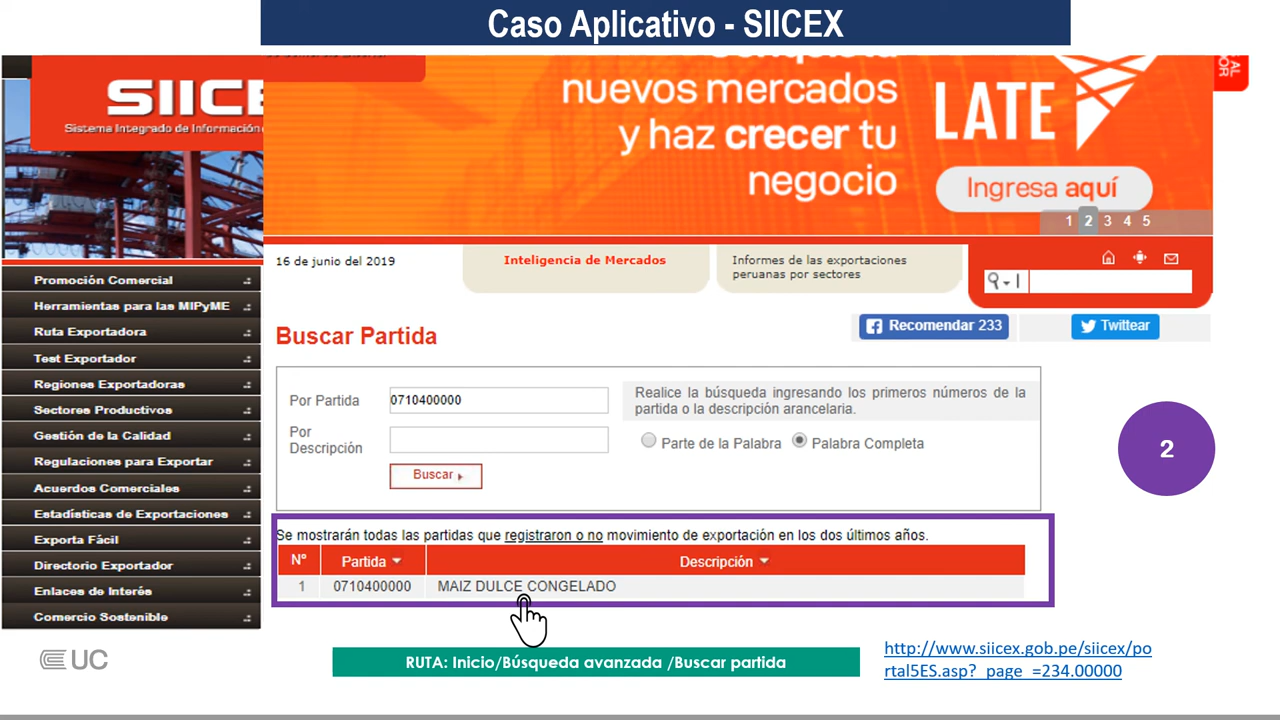 Caso Aplicativo - SIICEX
nuevos mercados
y haz crecer tu
negocio
LATE
Ingresa aquí
1 2 3 4 5
SIICE
Sistema Integrado de Información
16 de junio del 2019
Inteligencia de Mercados
Informes de las exportaciones
peruanas por sectores
Promoción Comercial
Herramientas para las MIPyME
Ruta Exportadora
Test Exportador
Regiones Exportadoras
Sectores Productivos
Gestión de la Calidad
Regulaciones para Exportar
Acuerdos Comerciales
Estadísticas de Exportaciones
Exporta Fácil
Directorio Exportador
Enlaces de Interés
Comercio Sostenible
Recomendar 233
Twittear
Buscar Partida
Por Partida
0710400000
Realice la búsqueda ingresando los primeros números de la
partida o la descripción arancelaria.
Por
Descripción
Parte de la Palabra
Palabra Completa
Buscar
2
Se mostrarán todas las partidas que registraron o no movimiento de exportación en los dos últimos años.
Nº Partida Descripción
1 0710400000 MAIZ DULCE CONGELADO
UC
RUTA: Inicio/Búsqueda avanzada /Buscar partida
http://www.siicex.gob.pe/siicex/po
rtal5ES.asp?_page_=234.00000